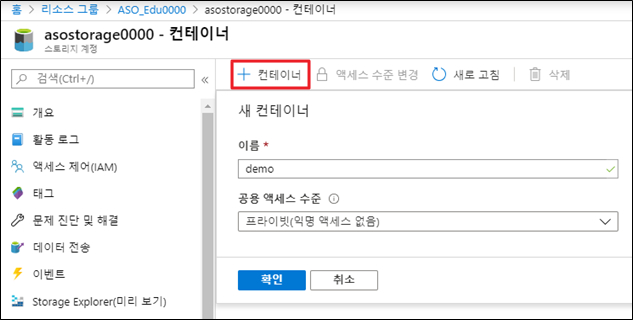 홈 > 리소스 그룹 > ASO_Edu0000 > asostorage0000 - 컨테이너
asostorage0000 - 컨테이너
스토리지 계정
검색(Ctrl+/)
개요
활동 로그
액세스 제어(IAM)
태그
문제 진단 및 해결
데이터 전송
이벤트
Storage Explorer(미리 보기)
+ 컨테이너 액세스 수준 변경 새로 고침 삭제
새 컨테이너
이름 *
demo
공용 액세스 수준
프라이빗(익명 액세스 없음)
확인 취소